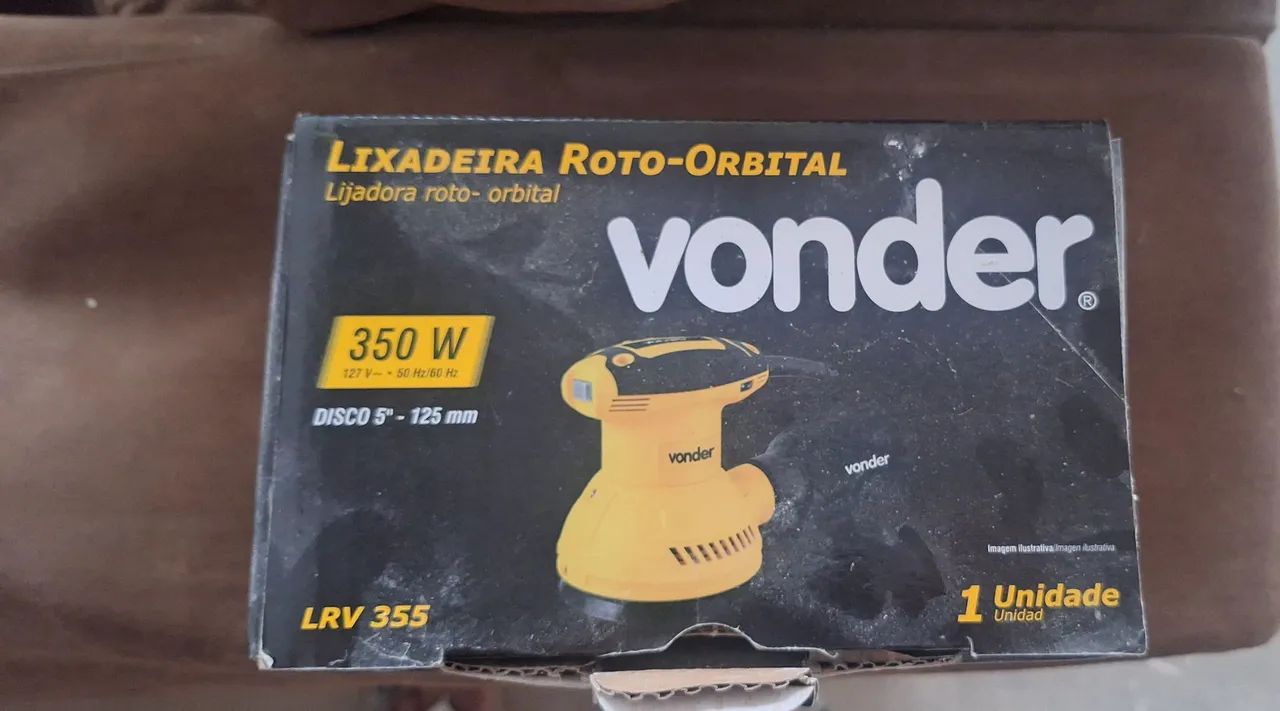 LIXADEIRA ROTO-ORBITAL
Lijadora roto- orbital
vonder®
350 W
127 V~ • 50 Hz/60 Hz
DISCO 5" - 125 mm
vonder
vonder
Imagem ilustrativa/Imagen ilustrativa
LRV 355
1 Unidade
Unidad